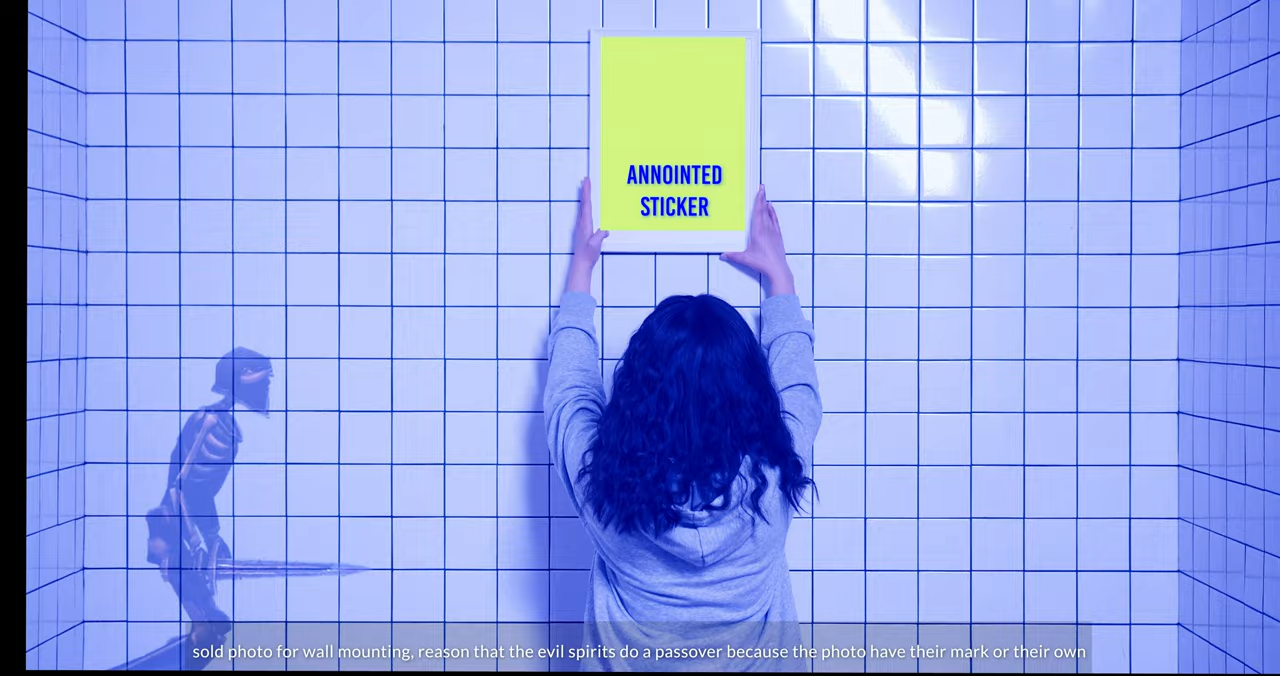 ANNOINTED
STICKER
sold photo for wall mounting, reason that the evil spirits do a passover because the photo have their mark or their own